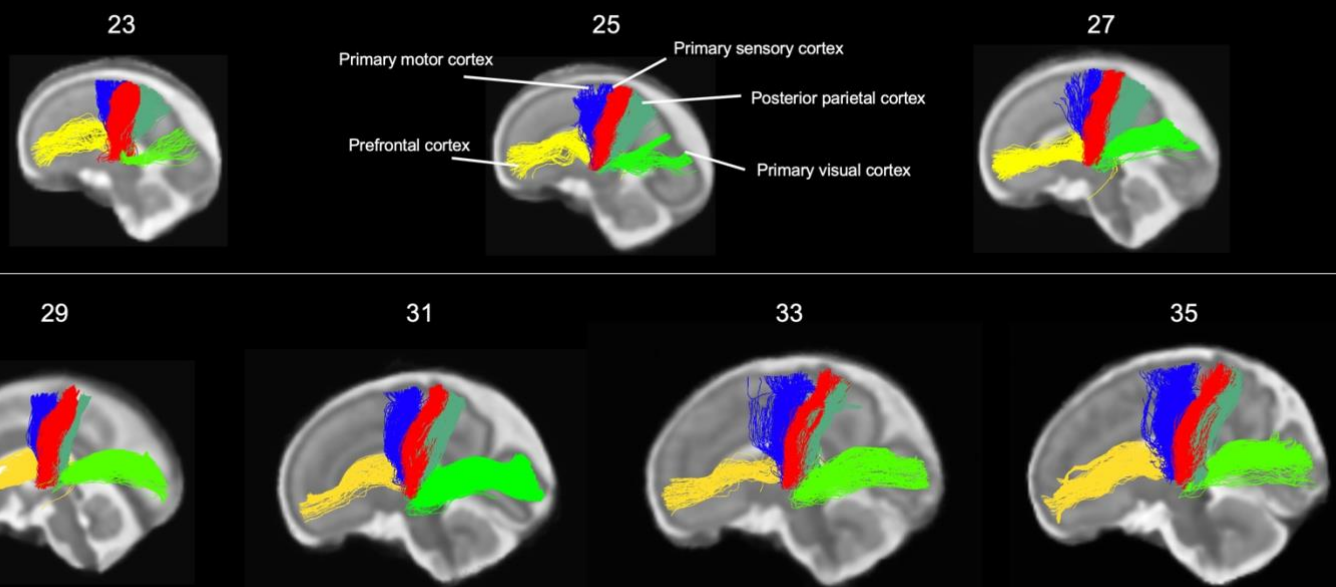 23
25
27
Primary motor cortex
Primary sensory cortex
Posterior parietal cortex
Prefrontal cortex
Primary visual cortex
29
31
33
35